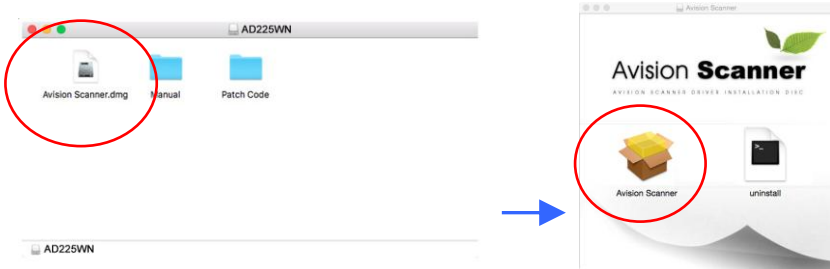 AD225WN
Avision Scanner.dmg
Manual
Patch Code
AD225WN
Avision Scanner
Avision Scanner
AVISION SCANNER DRIVER INSTALLATION DISC
>_
Avision Scanner
uninstall